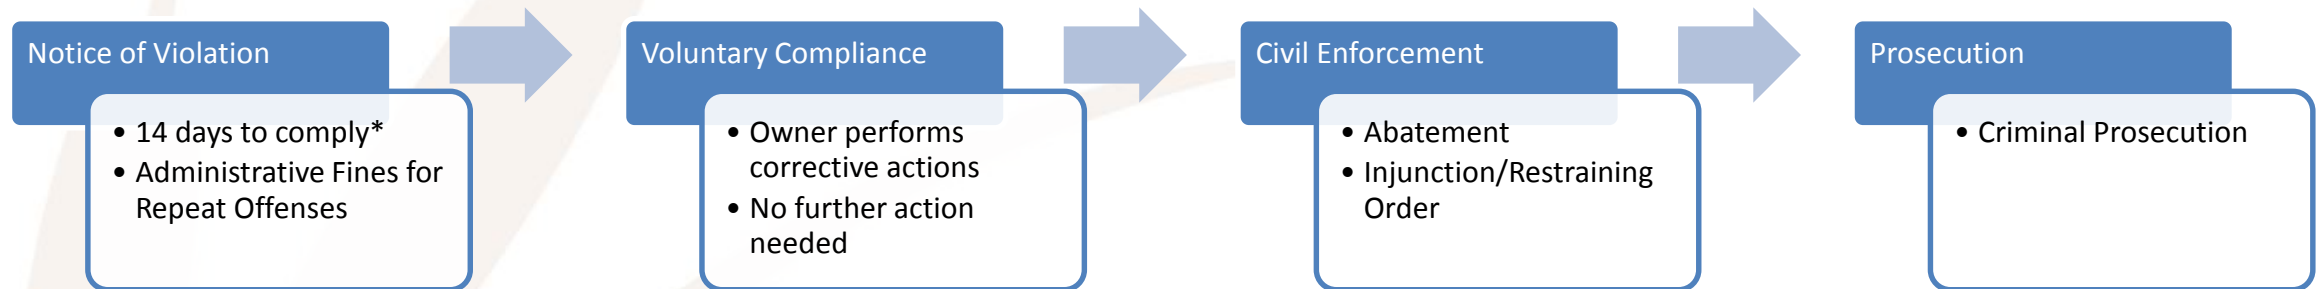 Notice of Violation
• 14 days to comply*
• Administrative Fines for
Repeat Offenses
Voluntary Compliance
• Owner performs
corrective actions
• No further action
needed
Civil Enforcement
• Abatement
• Injunction/Restraining
Order
Prosecution
• Criminal Prosecution